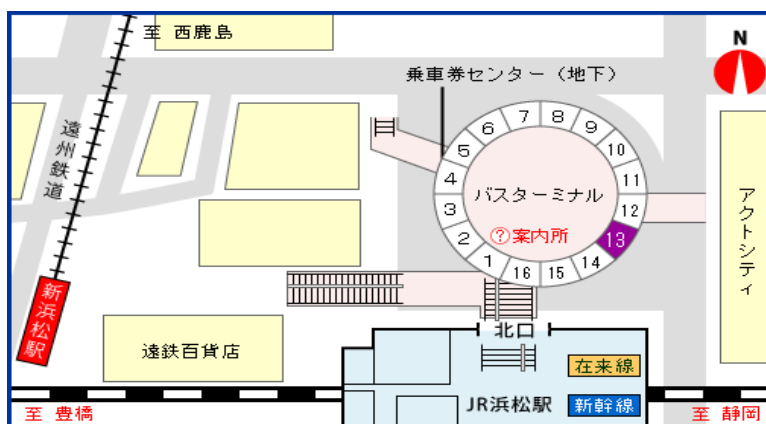 至 西鹿島
N
乗車券センター（地下）
遠州鉄道
1
2
3
4
5
6
7
8
9
10
11
12
13
14
15
16
バスターミナル
?案内所
アクトシティ
新浜松駅
遠鉄百貨店
北口
在来線
JR浜松駅
新幹線
至 豊橋
至 静岡